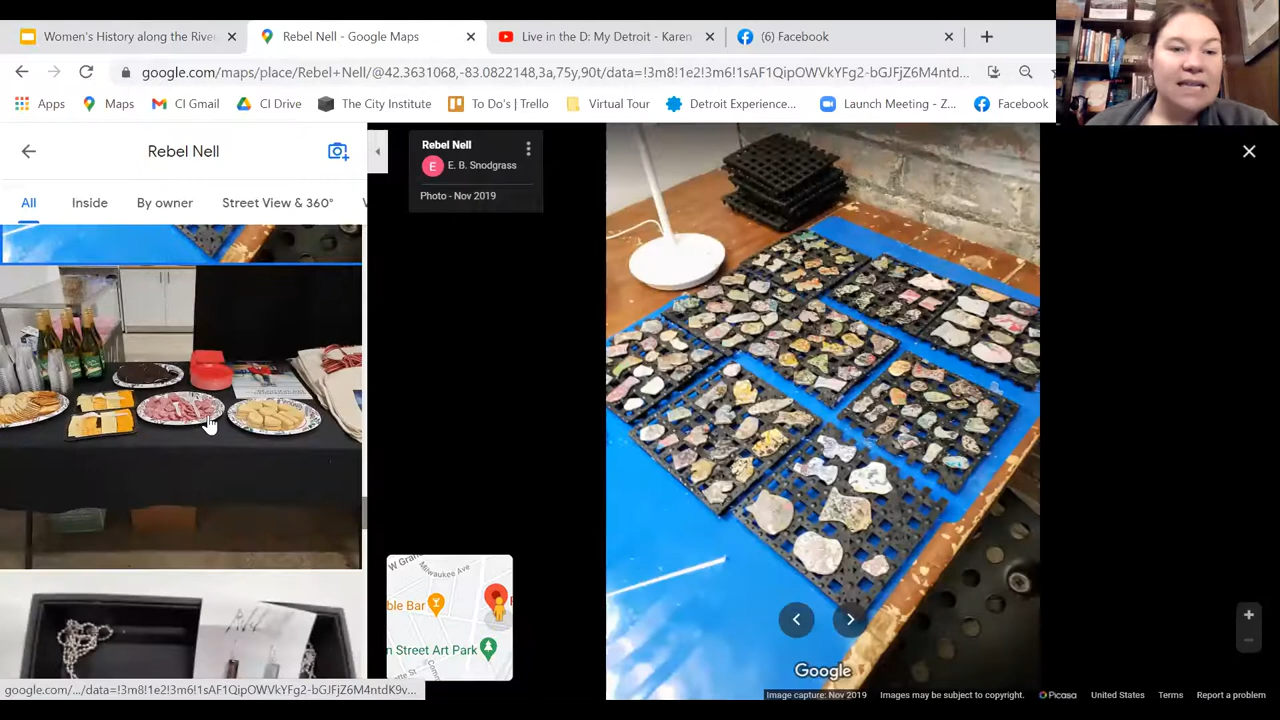 Women's History along the River
Rebel Nell - Google Maps
Live in the D: My Detroit - Karen
(6) Facebook
google.com/maps/place/Rebel+Nell/@42.3631068,-83.0622148,3a,75y,90t/data=!3m8!1e2!3m6!1sAF1QipOWVkYFg2-bGJFjZ6M4ntd...
Apps
Maps
CI Gmail
CI Drive
The City Institute
To Do's | Trello
Virtual Tour
Detroit Experience...
Launch Meeting - Z...
Facebook
Rebel Nell
All
Inside
By owner
Street View & 360°
Rebel Nell
E
E. B. Snodgrass
Photo - Nov 2019
W Gran
Milwaukee Ave
ble Bar
n Street Art Park
Google
Image capture: Nov 2019 Images may be subject to copyright. Picasa United States Terms Report a problem
google.com/.../data=!3m8!1e2!3m6!1sAF1QipOWVkYFg2-bGJFjZ6M4ntdK9v...